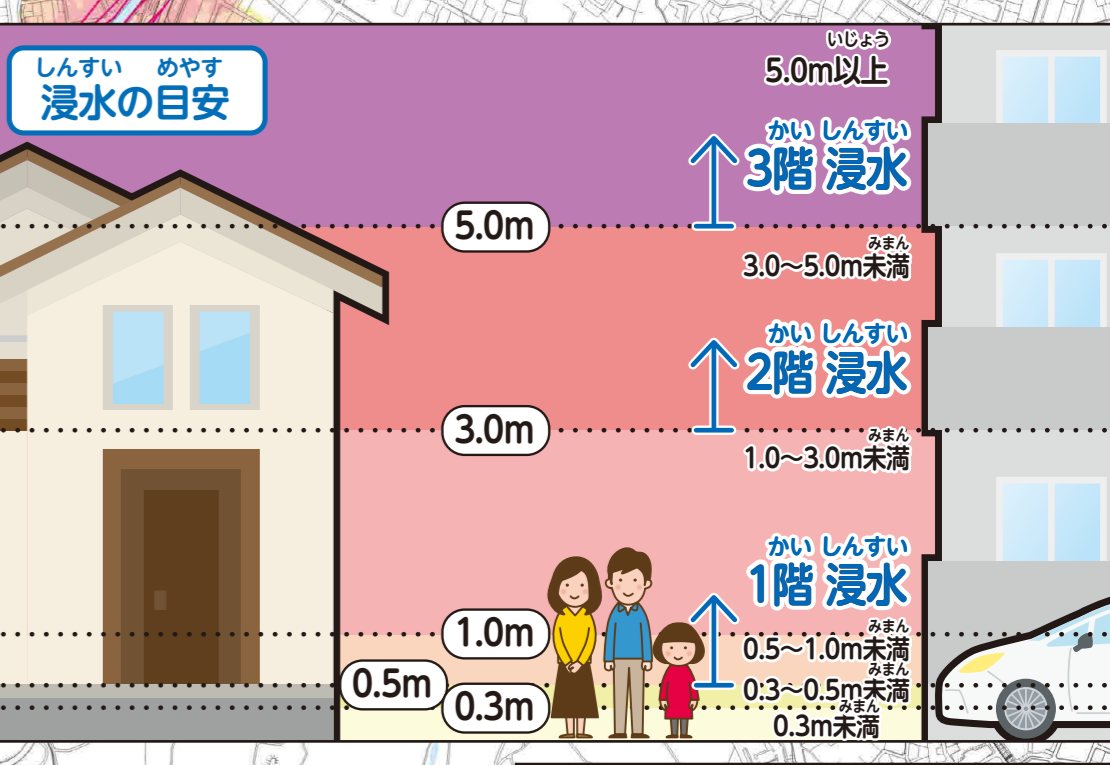 しんすい めやす
浸水の目安
いじょう
5.0m以上
かい しんすい
3階 浸水
5.0m
みまん
3.0〜5.0m未満
かい しんすい
2階 浸水
3.0m
みまん
1.0〜3.0m未満
かい しんすい
1階 浸水
1.0m
みまん
0.5〜1.0m未満
0.5m
みまん
0.3〜0.5m未満
0.3m
みまん
0.3m未満